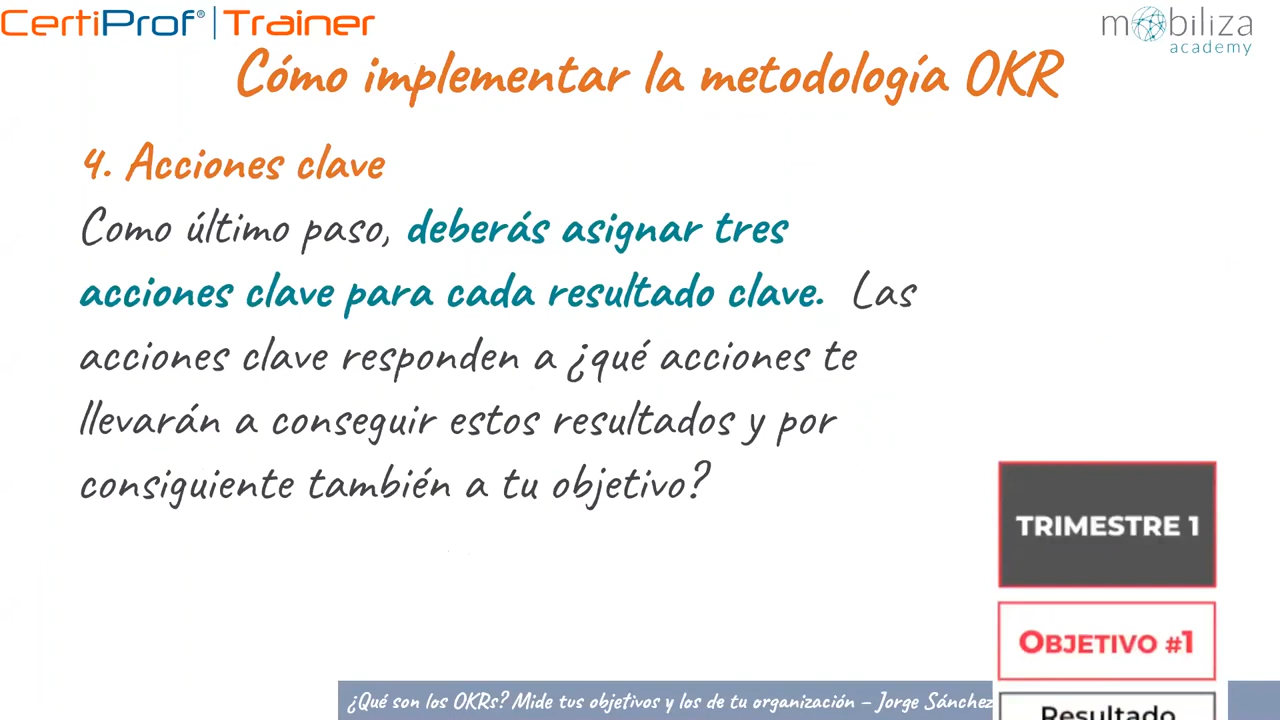 CertiProf® | Trainer
mobiliza
academy
Cómo implementar la metodología OKR
4. Acciones clave
Como último paso, deberás asignar tres
acciones clave para cada resultado clave. Las
acciones clave responden a ¿qué acciones te
llevarán a conseguir estos resultados y por
consiguiente también a tu objetivo?
TRIMESTRE 1
OBJETIVO #1
Resultado
¿Qué son los OKRs? Mide tus objetivos y los de tu organización – Jorge Sánchez